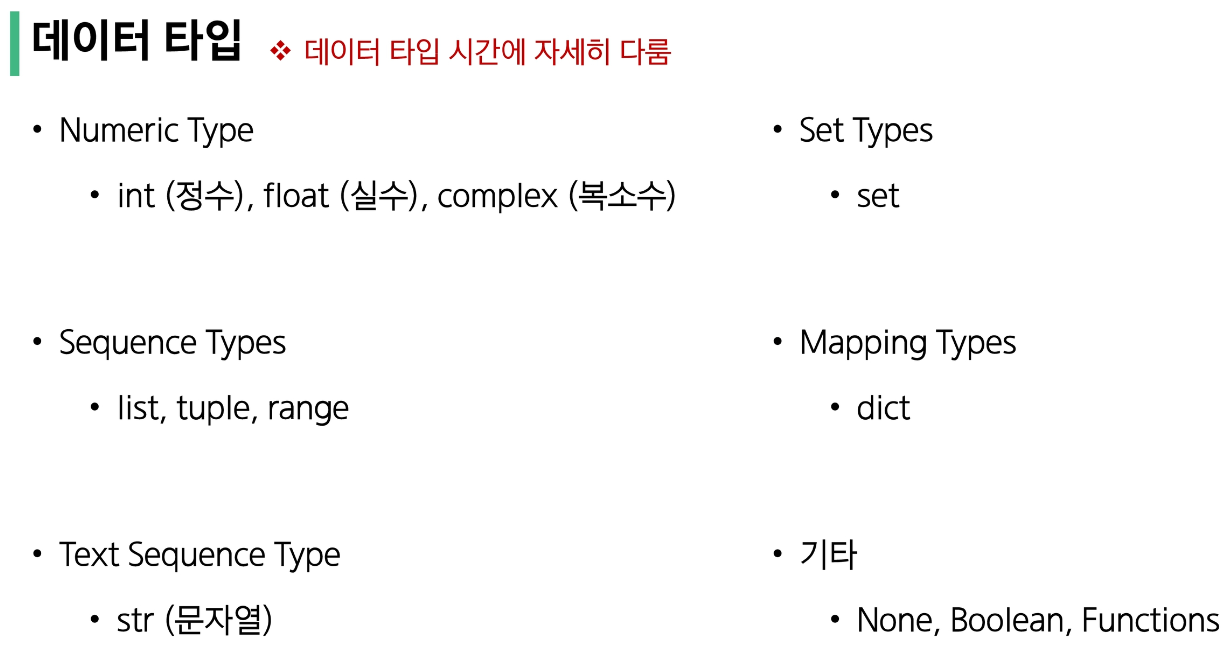 데이터 타입 ❖ 데이터 타입 시간에 자세히 다룸
• Numeric Type
• int (정수), float (실수), complex (복소수)
• Sequence Types
• list, tuple, range
• Text Sequence Type
• str (문자열)
• Set Types
• set
• Mapping Types
• dict
• 기타
• None, Boolean, Functions